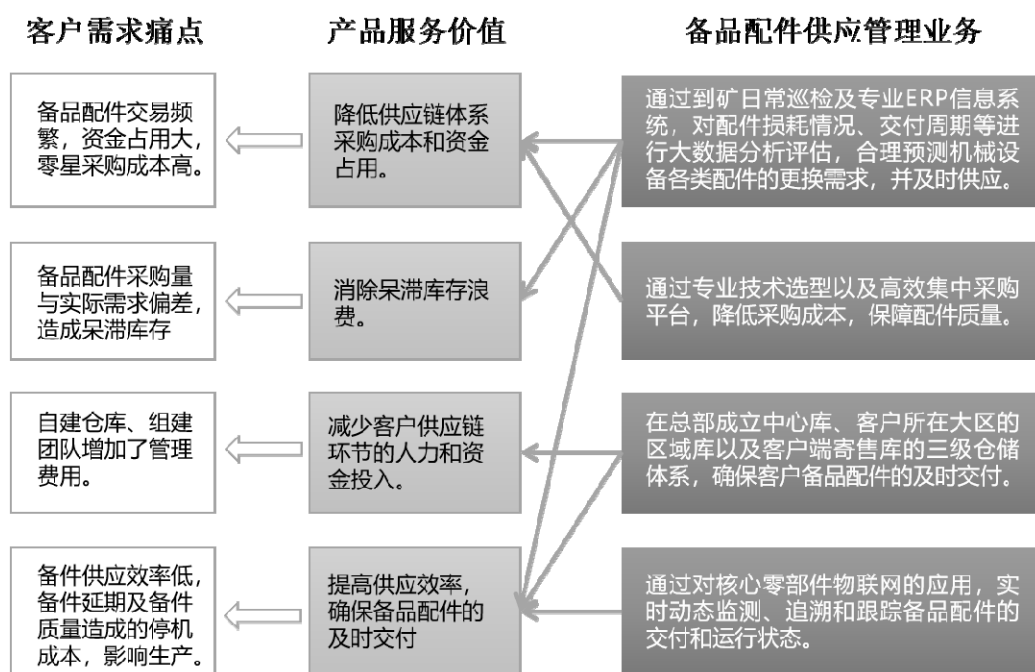 客户需求痛点
产品服务价值
备品配件供应管理业务
备品配件交易频
繁，资金占用大，
零星采购成本高。
降低供应链体系
采购成本和资金
占用。
通过到矿日常巡检及专业ERP信息系
统，对配件损耗情况、交付周期等进
行大数据分析评估，合理预测机械设
备各类配件的更换需求，并及时供应。
备品配件采购量
与实际需求偏差，
造成呆滞库存
消除呆滞库存浪
费。
通过专业技术选型以及高效集中采购
平台，降低采购成本，保障配件质量。
自建仓库、组建
团队增加了管理
费用。
减少客户供应链
环节的人力和资
金投入。
在总部成立中心库、客户所在大区的
区域库以及客户端寄售库的三级仓储
体系，确保客户备品配件的及时交付。
备件供应效率低，
备件延期及备件
质量造成的停机
成本，影响生产。
提高供应效率，
确保备品配件的
及时交付
通过对核心零部件物联网的应用，实
时动态监测、追溯和跟踪备品配件的
交付和运行状态。